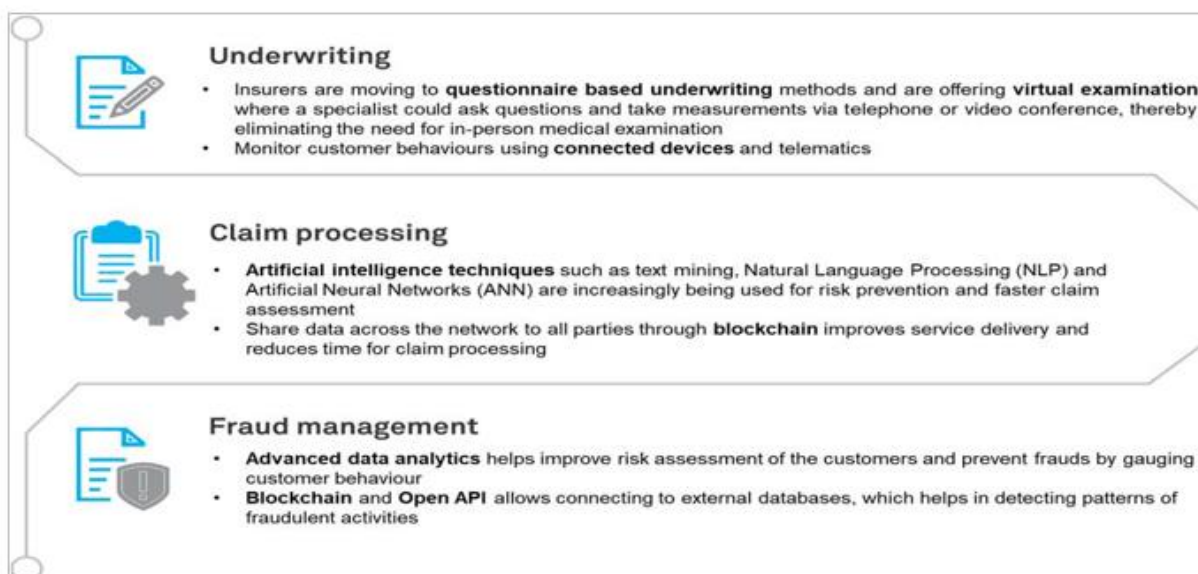 Underwriting
• Insurers are moving to questionnaire based underwriting methods and are offering virtual examination
where a specialist could ask questions and take measurements via telephone or video conference, thereby
eliminating the need for in-person medical examination
• Monitor customer behaviours using connected devices and telematics
Claim processing
• Artificial intelligence techniques such as text mining, Natural Language Processing (NLP) and
Artificial Neural Networks (ANN) are increasingly being used for risk prevention and faster claim
assessment
• Share data across the network to all parties through blockchain improves service delivery and
reduces time for claim processing
Fraud management
• Advanced data analytics helps improve risk assessment of the customers and prevent frauds by gauging
customer behaviour
• Blockchain and Open API allows connecting to external databases, which helps in detecting patterns of
fraudulent activities